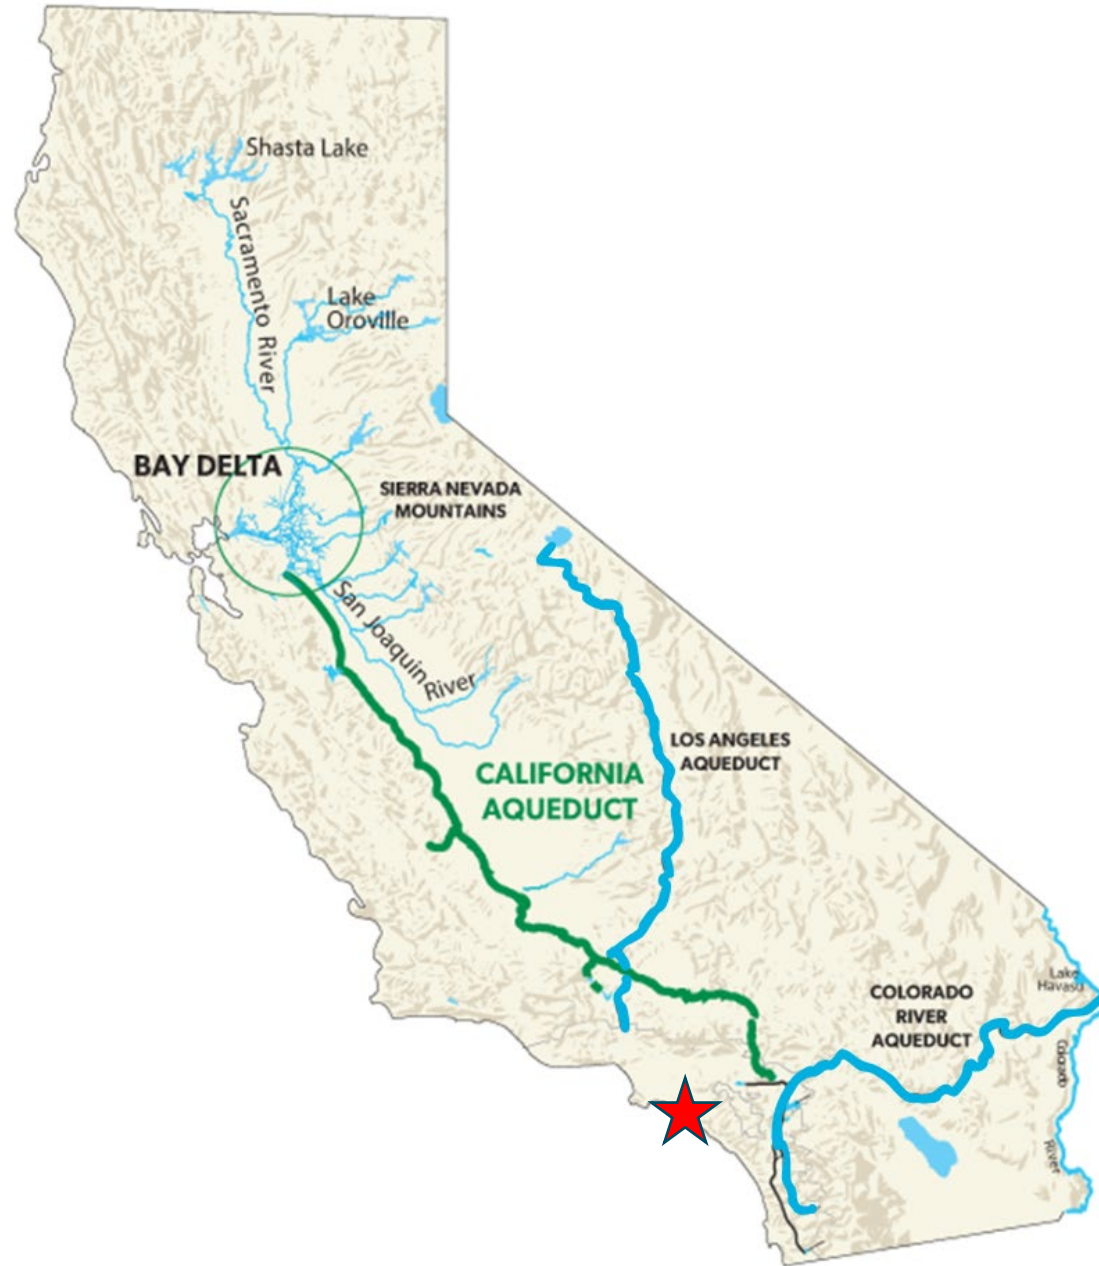 Shasta Lake
Sacramento River
Lake
Oroville
BAY DELTA
SIERRA NEVADA
MOUNTAINS
San Joaquin
River
LOS ANGELES
AQUEDUCT
CALIFORNIA
AQUEDUCT
Lake
Havasu
COLORADO
RIVER
AQUEDUCT
Colorado
River